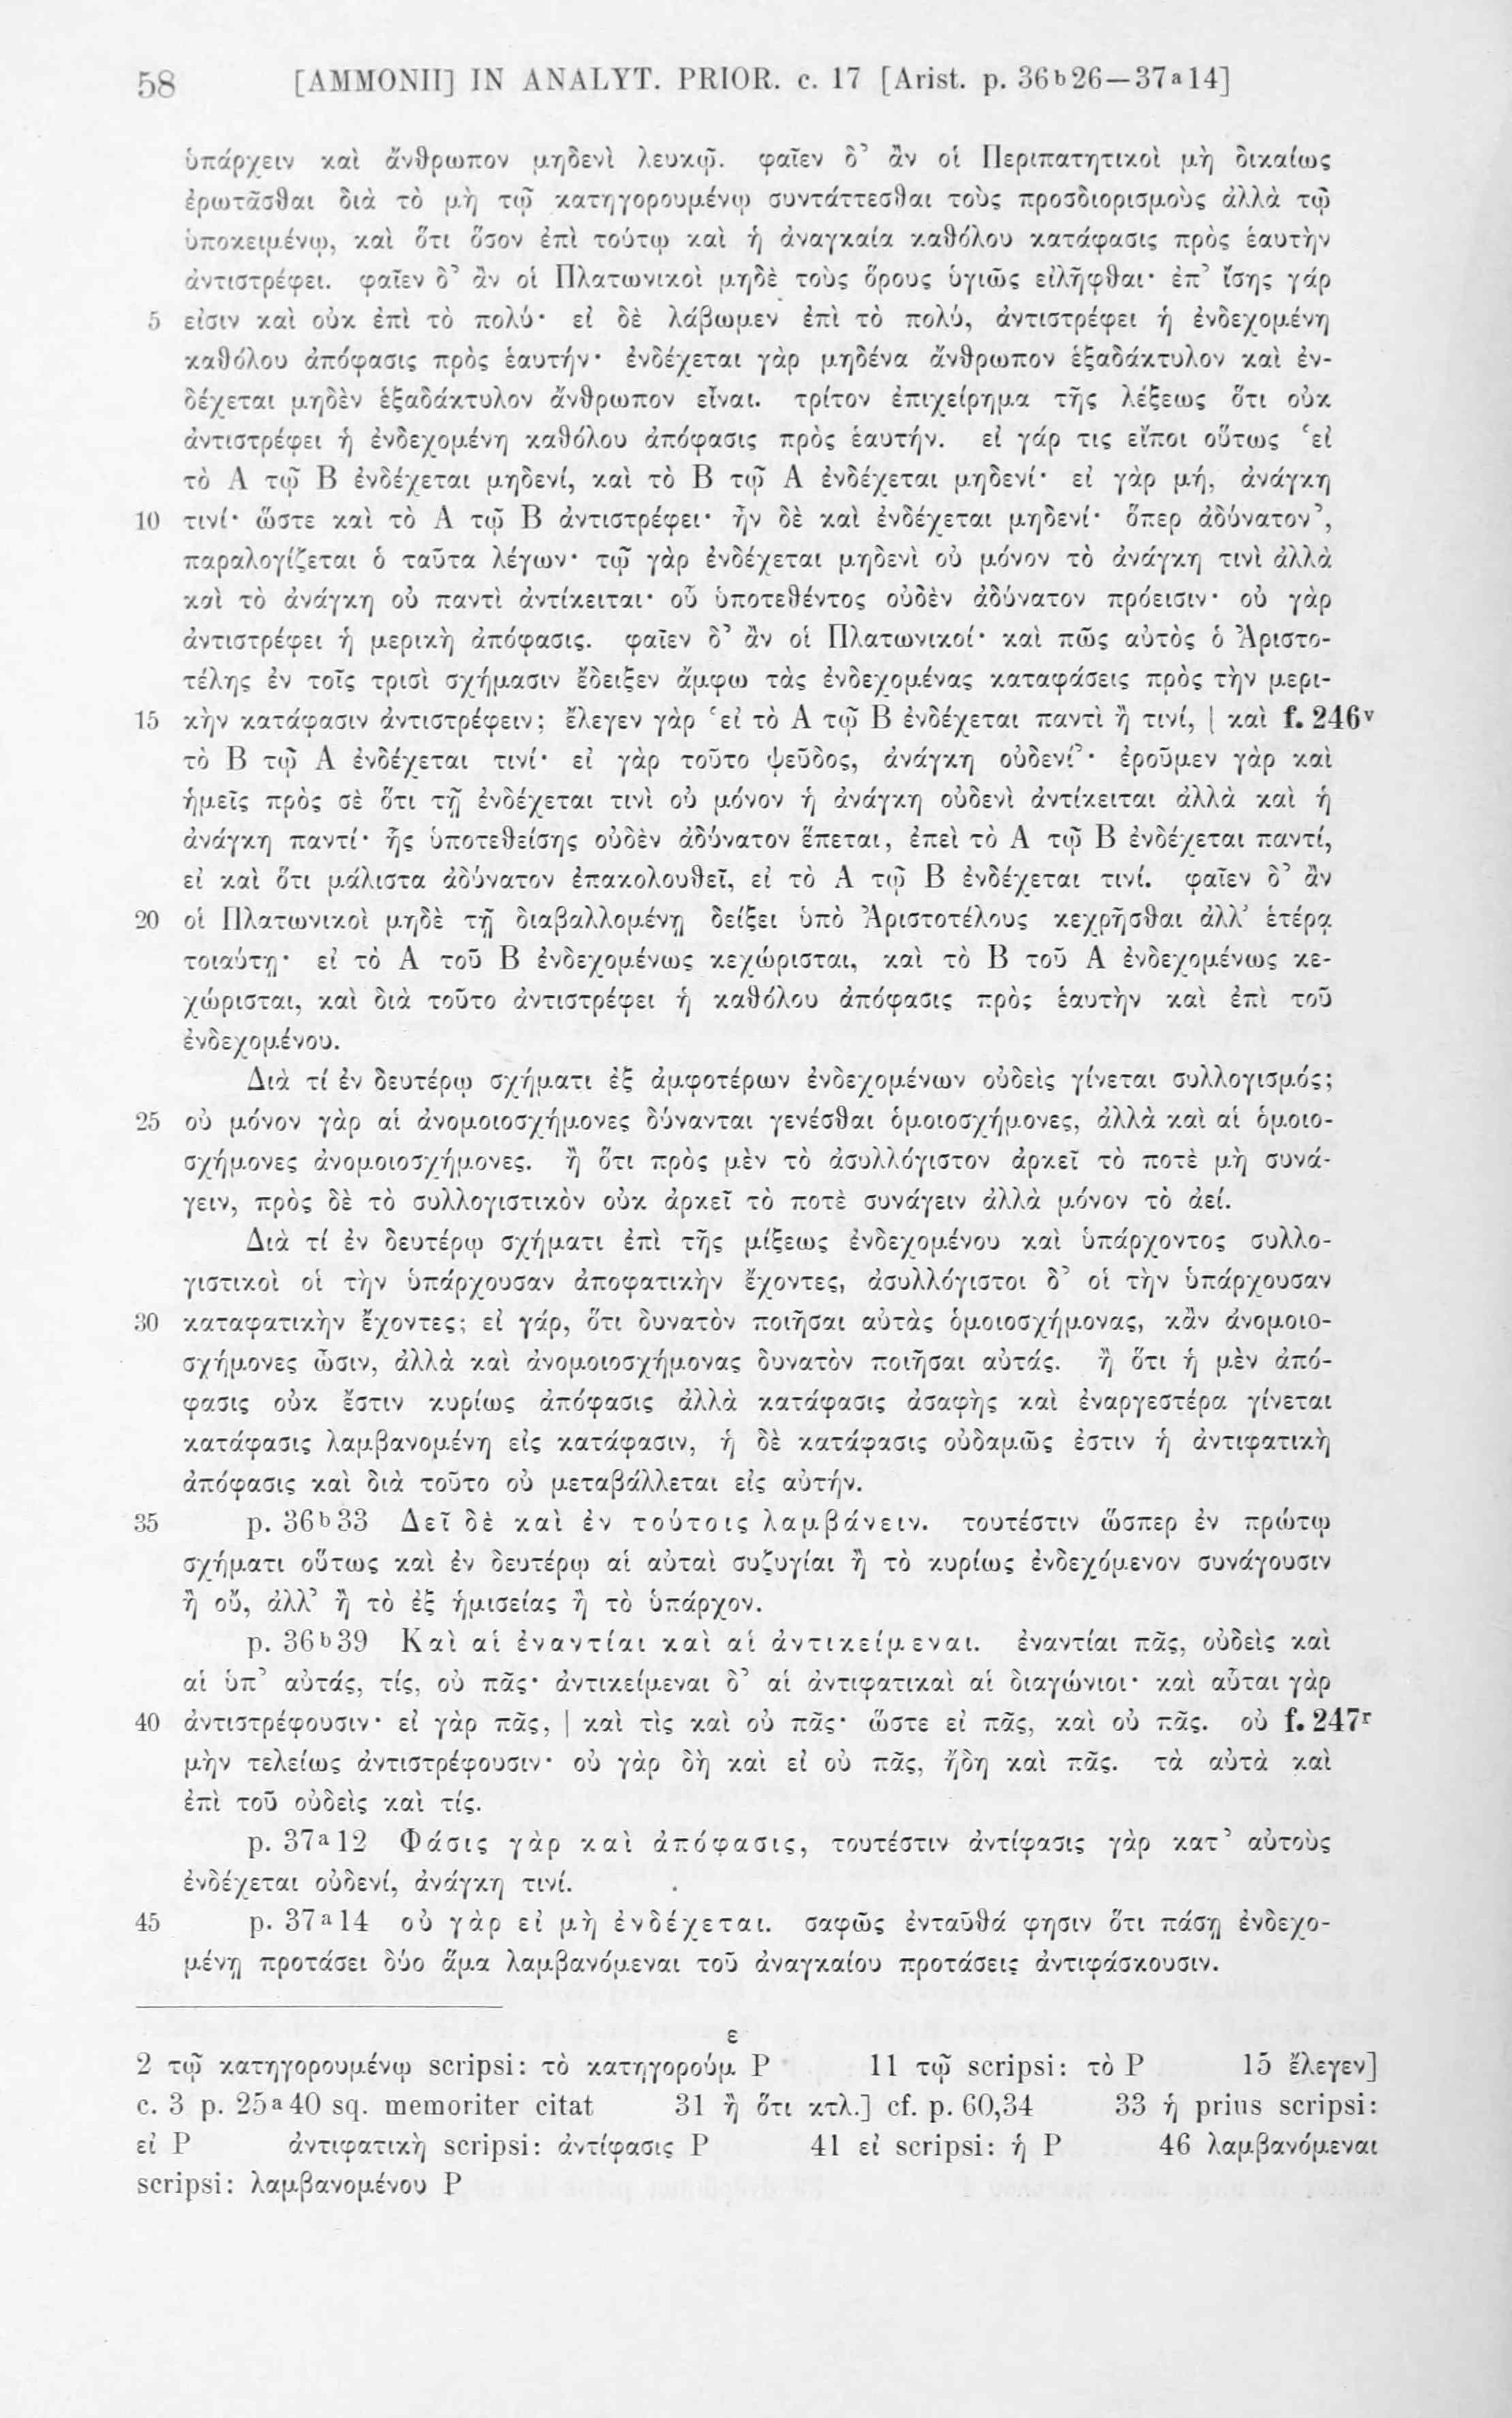 58 [AMMONII] IN ANALYT. PRIOR. c. 17 [Arist. p. 36b26—37a14]
ὑπάρχειν καὶ ἄνθρωπον μηδενὶ λευκῷ. φαῖεν δ᾽ ἂν οἱ Περιπατητικοὶ μὴ δικαίως
ἐρωτᾶσθαι διὰ τὸ μὴ τῷ κατηγορουμένῳ συντάττεσθαι τοὺς προσδιορισμοὺς ἀλλὰ τῷ
ὑποκειμένῳ, καὶ ὅτι ὅσον ἐπὶ τούτῳ καὶ ἡ ἀναγκαία καθόλου κατάφασις πρὸς ἑαυτὴν
ἀντιστρέφει. φαῖεν δ᾽ ἂν οἱ Πλατωνικοὶ μηδὲ τοὺς ὅρους ὑγιῶς εἰλῆφθαι· ἐπ᾽ ἴσης γάρ
5 εἰσιν καὶ οὐκ ἐπὶ τὸ πολύ· εἰ δὲ λάβωμεν ἐπὶ τὸ πολύ, ἀντιστρέφει ἡ ἐνδεχομένη
καθόλου ἀπόφασις πρὸς ἑαυτήν· ἐνδέχεται γὰρ μηδένα ἄνθρωπον ἑξαδάκτυλον καὶ ἐν-
δέχεται μηδὲν ἑξαδάκτυλον ἄνθρωπον εἶναι. τρίτον ἐπιχείρημα τῆς λέξεως ὅτι οὐκ
ἀντιστρέφει ἡ ἐνδεχομένη καθόλου ἀπόφασις πρὸς ἑαυτήν. εἰ γάρ τις εἴποι οὕτως ‘εἰ
τὸ Α τῷ Β ἐνδέχεται μηδενί, καὶ τὸ Β τῷ Α ἐνδέχεται μηδενί· εἰ γὰρ μή, ἀνάγκη
10 τινί· ὥστε καὶ τὸ Α τῷ Β ἀντιστρέφει· ἦν δὲ καὶ ἐνδέχεται μηδενί· ὅπερ ἀδύνατον’,
παραλογίζεται ὁ ταῦτα λέγων· τῷ γὰρ ἐνδέχεται μηδενὶ οὐ μόνον τὸ ἀνάγκη τινὶ ἀλλὰ
καὶ τὸ ἀνάγκη οὐ παντὶ ἀντίκειται· οὗ ὑποτεθέντος οὐδὲν ἀδύνατον πρόεισιν· οὐ γὰρ
ἀντιστρέφει ἡ μερικὴ ἀπόφασις. φαῖεν δ᾽ ἂν οἱ Πλατωνικοί· καὶ πῶς αὐτὸς ὁ Ἀριστο-
τέλης ἐν τοῖς τρισὶ σχήμασιν ἔδειξεν ἄμφω τὰς ἐνδεχομένας καταφάσεις πρὸς τὴν μερι-
15 κὴν κατάφασιν ἀντιστρέφειν; ἔλεγεν γὰρ ‘εἰ τὸ Α τῷ Β ἐνδέχεται παντὶ ἢ τινί, | καὶ f. 246v
τὸ Β τῷ Α ἐνδέχεται τινί· εἰ γὰρ τοῦτο ψεῦδος, ἀνάγκη οὐδενί’· ἐροῦμεν γὰρ καὶ
ἡμεῖς πρὸς σὲ ὅτι τῇ ἐνδέχεται τινὶ οὐ μόνον ἡ ἀνάγκη οὐδενὶ ἀντίκειται ἀλλὰ καὶ ἡ
ἀνάγκη παντί· ἧς ὑποτεθείσης οὐδὲν ἀδύνατον ἕπεται, ἐπεὶ τὸ Α τῷ Β ἐνδέχεται παντί,
εἰ καὶ ὅτι μάλιστα ἀδύνατον ἐπακολουθεῖ, εἰ τὸ Α τῷ Β ἐνδέχεται τινί. φαῖεν δ᾽ ἂν
20 οἱ Πλατωνικοὶ μηδὲ τῇ διαβαλλομένῃ δείξει ὑπὸ Ἀριστοτέλους κεχρῆσθαι ἀλλ᾽ ἑτέρᾳ
τοιαύτῃ· εἰ τὸ Α τοῦ Β ἐνδεχομένως κεχώρισται, καὶ τὸ Β τοῦ Α ἐνδεχομένως κε-
χώρισται, καὶ διὰ τοῦτο ἀντιστρέφει ἡ καθόλου ἀπόφασις πρὸς ἑαυτὴν καὶ ἐπὶ τοῦ
ἐνδεχομένου.
Διὰ τί ἐν δευτέρῳ σχήματι ἐξ ἀμφοτέρων ἐνδεχομένων οὐδεὶς γίνεται συλλογισμός;
25 οὐ μόνον γὰρ αἱ ἀνομοιοσχήμονες δύνανται γενέσθαι ὁμοιοσχήμονες, ἀλλὰ καὶ αἱ ὁμοιο-
σχήμονες ἀνομοιοσχήμονες. ἢ ὅτι πρὸς μὲν τὸ ἀσυλλόγιστον ἀρκεῖ τὸ ποτὲ μὴ συνά-
γειν, πρὸς δὲ τὸ συλλογιστικὸν οὐκ ἀρκεῖ τὸ ποτὲ συνάγειν ἀλλὰ μόνον τὸ ἀεί.
Διὰ τί ἐν δευτέρῳ σχήματι ἐπὶ τῆς μίξεως ἐνδεχομένου καὶ ὑπάρχοντος συλλο-
γιστικοὶ οἱ τὴν ὑπάρχουσαν ἀποφατικὴν ἔχοντες, ἀσυλλόγιστοι δ᾽ οἱ τὴν ὑπάρχουσαν
30 καταφατικὴν ἔχοντες; εἰ γάρ, ὅτι δυνατὸν ποιῆσαι αὐτὰς ὁμοιοσχήμονας, κἂν ἀνομοιο-
σχήμονες ὦσιν, ἀλλὰ καὶ ἀνομοιοσχήμονας δυνατὸν ποιῆσαι αὐτάς. ἢ ὅτι ἡ μὲν ἀπό-
φασις οὐκ ἔστιν κυρίως ἀπόφασις ἀλλὰ κατάφασις ἀσαφὴς καὶ ἐναργεστέρα γίνεται
κατάφασις λαμβανομένη εἰς κατάφασιν, ἡ δὲ κατάφασις οὐδαμῶς ἐστιν ἡ ἀντιφατικὴ
ἀπόφασις καὶ διὰ τοῦτο οὐ μεταβάλλεται εἰς αὐτήν.
35 p. 36b33 Δεῖ δὲ καὶ ἐν τούτοις λαμβάνειν. τουτέστιν ὥσπερ ἐν πρώτῳ
σχήματι οὕτως καὶ ἐν δευτέρῳ αἱ αὐταὶ συζυγίαι ἢ τὸ κυρίως ἐνδεχόμενον συνάγουσιν
ἢ οὔ, ἀλλ᾽ ἢ τὸ ἐξ ἡμισείας ἢ τὸ ὑπάρχον.
p. 36b39 Καὶ αἱ ἐναντίαι καὶ αἱ ἀντικείμεναι. ἐναντίαι πᾶς, οὐδεὶς καὶ
αἱ ὑπ᾽ αὐτάς, τίς, οὐ πᾶς· ἀντικείμεναι δ᾽ αἱ ἀντιφατικαὶ αἱ διαγώνιοι· καὶ αὗται γὰρ
40 ἀντιστρέφουσιν· εἰ γὰρ πᾶς, | καὶ τὶς καὶ οὐ πᾶς· ὥστε εἰ πᾶς, καὶ οὐ πᾶς. οὐ f. 247r
μὴν τελείως ἀντιστρέφουσιν· οὐ γὰρ δὴ καὶ εἰ οὐ πᾶς, ἤδη καὶ πᾶς. τὰ αὐτὰ καὶ
ἐπὶ τοῦ οὐδεὶς καὶ τίς.
p. 37a12 Φάσις γὰρ καὶ ἀπόφασις, τουτέστιν ἀντίφασις γὰρ κατ᾽ αὐτοὺς
ἐνδέχεται οὐδενί, ἀνάγκη τινί.
45 p. 37a14 οὐ γὰρ εἰ μὴ ἐνδέχεται. σαφῶς ἐνταῦθά φησιν ὅτι πάσῃ ἐνδεχο-
μένῃ προτάσει δύο ἅμα λαμβανόμεναι τοῦ ἀναγκαίου προτάσεις ἀντιφάσκουσιν.
ε
2 τῷ κατηγορουμένῳ scripsi: τὸ κατηγορούμ P 11 τῷ scripsi: τὸ P 15 ἔλεγεν]
c. 3 p. 25a40 sq. memoriter citat 31 ἢ ὅτι κτλ.] cf. p. 60,34 33 ἡ prius scripsi:
εἰ P ἀντιφατικὴ scripsi: ἀντίφασις P 41 εἰ scripsi: ἡ P 46 λαμβανόμεναι
scripsi: λαμβανομένου P